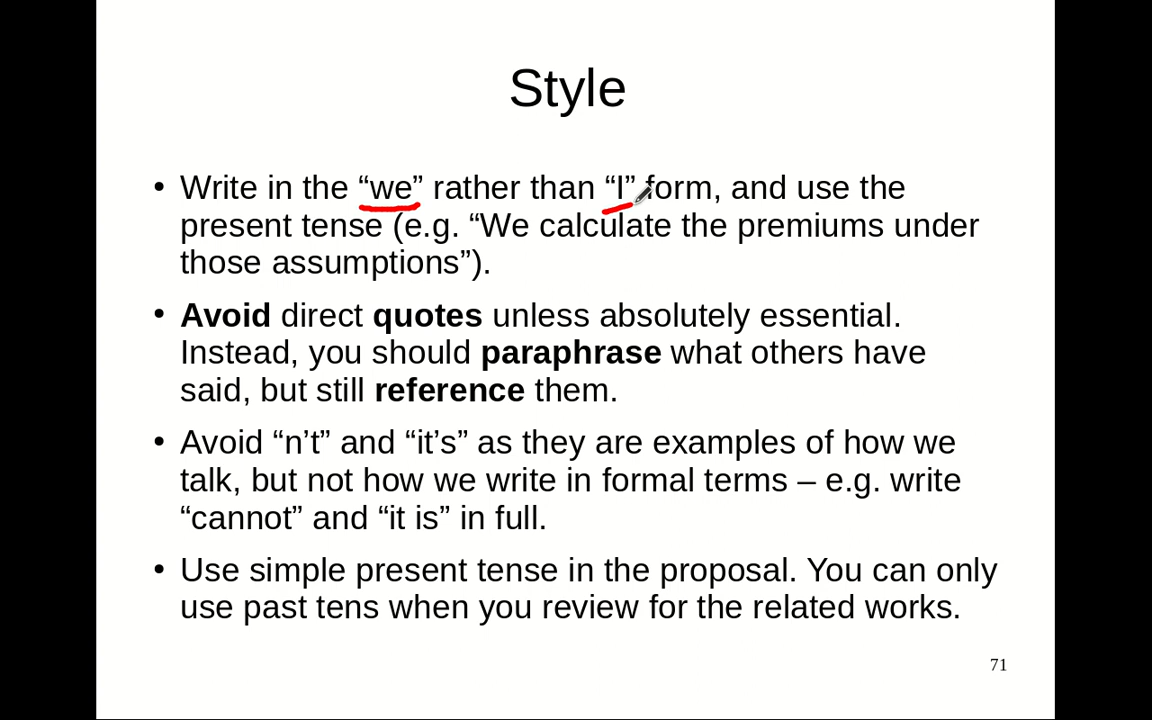 Style
• Write in the “we” rather than “I” form, and use the
present tense (e.g. “We calculate the premiums under
those assumptions”).
• Avoid direct quotes unless absolutely essential.
Instead, you should paraphrase what others have
said, but still reference them.
• Avoid “n’t” and “it’s” as they are examples of how we
talk, but not how we write in formal terms – e.g. write
“cannot” and “it is” in full.
• Use simple present tense in the proposal. You can only
use past tens when you review for the related works.
71